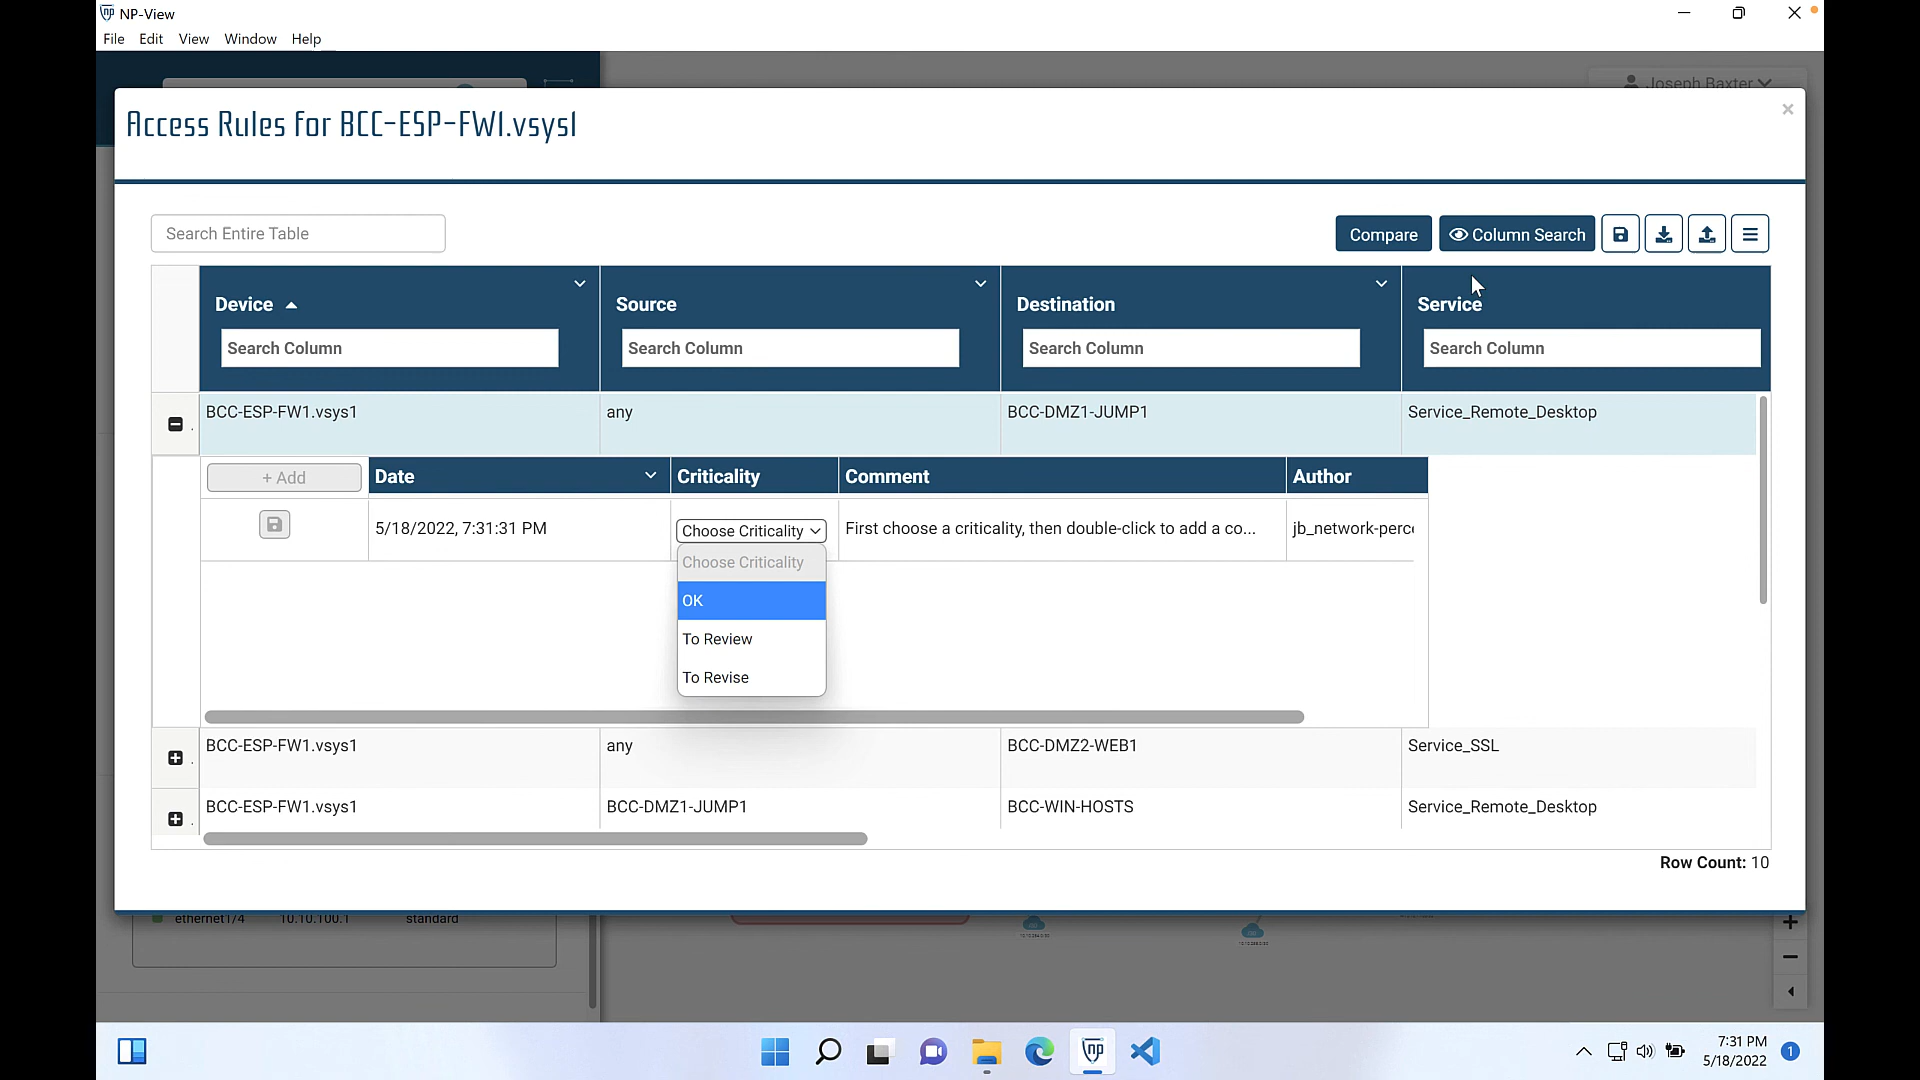 NP-View
File Edit View Window Help
Joseph Baxter
Access Rules for BCC-ESP-FW1.vsys1
×
Search Entire Table
Compare
Column Search
Device
Source
Destination
Service
Search Column
Search Column
Search Column
Search Column
BCC-ESP-FW1.vsys1 any BCC-DMZ1-JUMP1 Service_Remote_Desktop
+ Add
Date
Criticality
Comment
Author
5/18/2022, 7:31:31 PM
Choose Criticality
First choose a criticality, then double-click to add a co...
jb_network-perce
Choose Criticality
OK
To Review
To Revise
BCC-ESP-FW1.vsys1 any BCC-DMZ2-WEB1 Service_SSL
BCC-ESP-FW1.vsys1 BCC-DMZ1-JUMP1 BCC-WIN-HOSTS Service_Remote_Desktop
Row Count: 10
ethernet1/4 10.10.100.1 standard
7:31 PM
5/18/2022
1